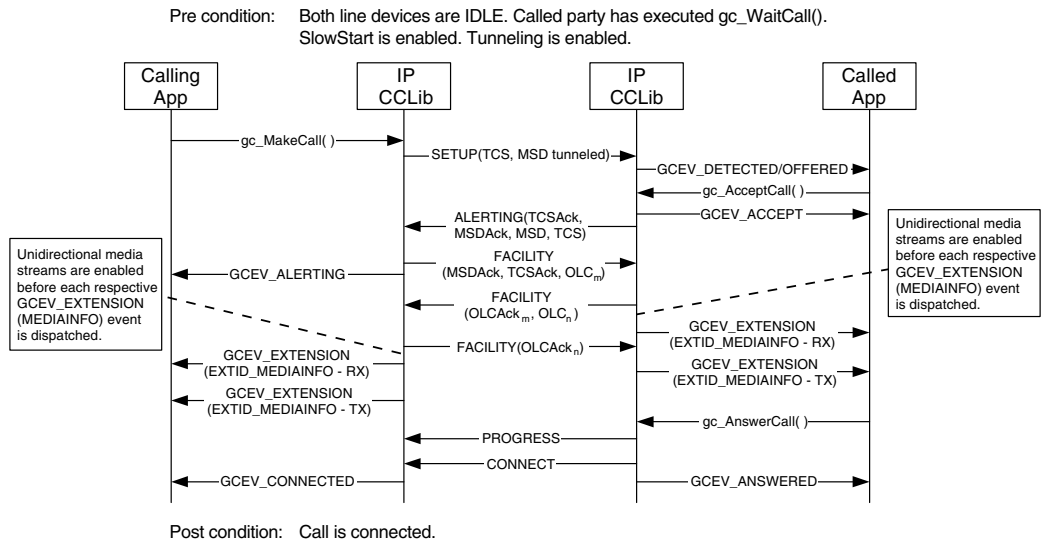 Pre condition: Both line devices are IDLE. Called party has executed gc_WaitCall().
SlowStart is enabled. Tunneling is enabled.
Calling
App
IP
CCLib
IP
CCLib
Called
App
gc_MakeCall( )
SETUP(TCS, MSD tunneled)
GCEV_DETECTED/OFFERED
gc_AcceptCall( )
ALERTING(TCSAck,
MSDAck, MSD, TCS)
GCEV_ACCEPT
Unidirectional media
streams are enabled
before each respective
GCEV_EXTENSION
(MEDIAINFO) event
is dispatched.
Unidirectional media
streams are enabled
before each respective
GCEV_EXTENSION
(MEDIAINFO) event
is dispatched.
GCEV_ALERTING
FACILITY
(MSDAck, TCSAck, OLCm)
FACILITY
(OLCAckm, OLCn)
GCEV_EXTENSION
(EXTID_MEDIAINFO - RX)
FACILITY(OLCAckn)
GCEV_EXTENSION
(EXTID_MEDIAINFO - RX)
GCEV_EXTENSION
(EXTID_MEDIAINFO - TX)
GCEV_EXTENSION
(EXTID_MEDIAINFO - TX)
gc_AnswerCall( )
PROGRESS
CONNECT
GCEV_CONNECTED
GCEV_ANSWERED
Post condition: Call is connected.